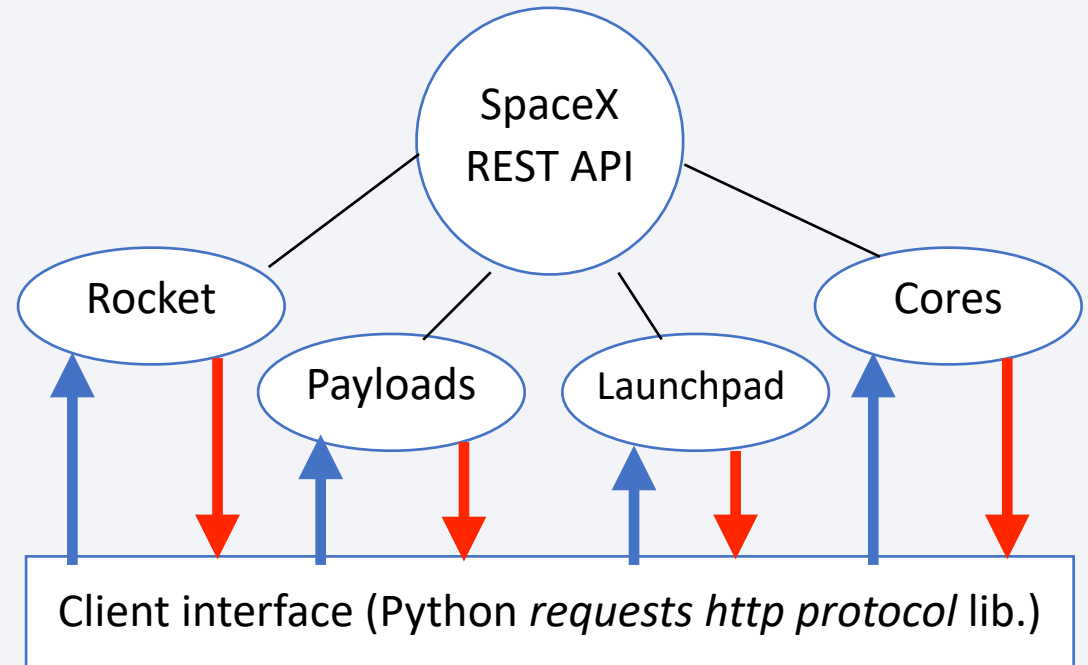 SpaceX
REST API
Rocket
Cores
Payloads
Launchpad
Client interface (Python requests http protocol lib.)